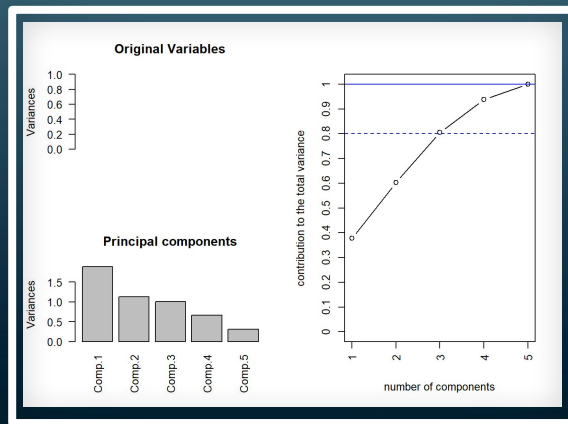 Original Variables
Variances
1.0
0.8
0.6
0.4
0.2
0.0
Principal components
Variances
1.5
1.0
0.5
0.0
Comp.1
Comp.2
Comp.3
Comp.4
Comp.5
contribution to the total variance
1
0.9
0.8
0.7
0.6
0.5
0.4
0.3
0.2
0.1
0
1
2
3
4
5
number of components